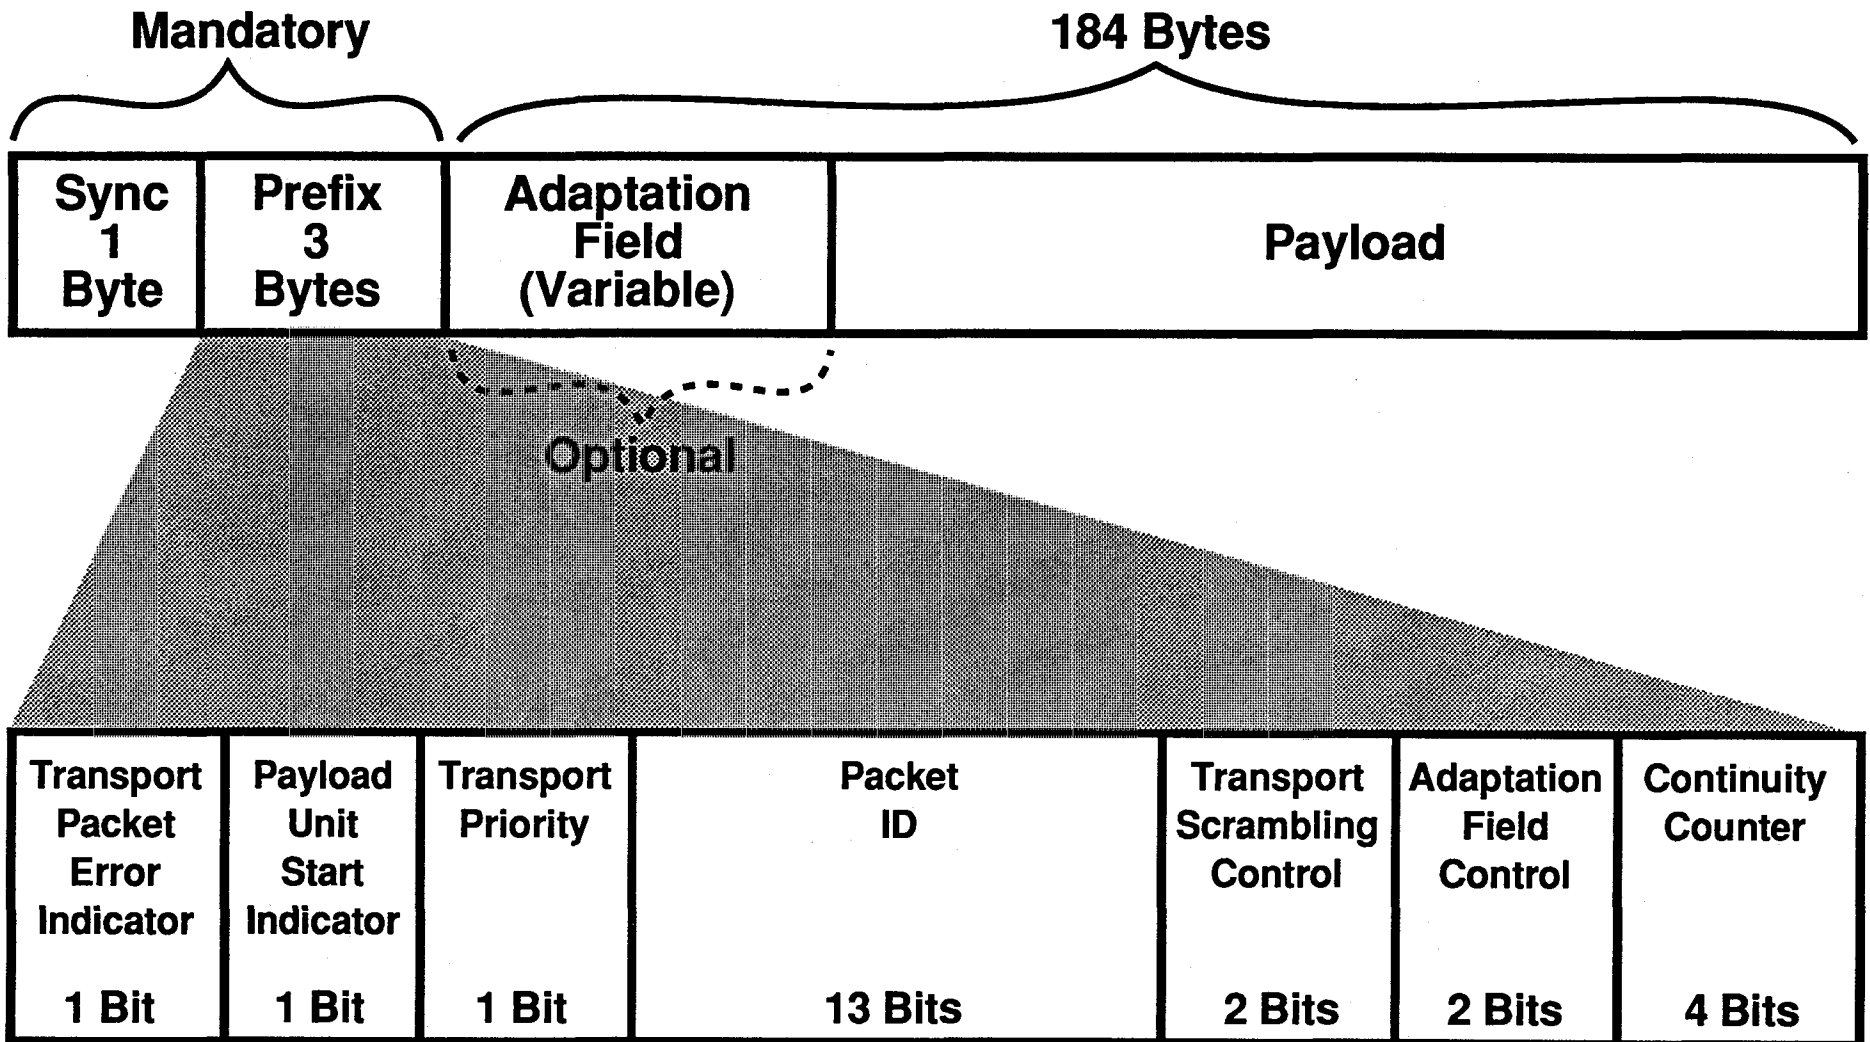 Mandatory
184 Bytes
Sync
1
Byte
Prefix
3
Bytes
Adaptation
Field
(Variable)
Payload
Optional
Transport
Packet
Error
Indicator
1 Bit
Payload
Unit
Start
Indicator
1 Bit
Transport
Priority
1 Bit
Packet
ID
13 Bits
Transport
Scrambling
Control
2 Bits
Adaptation
Field
Control
2 Bits
Continuity
Counter
4 Bits